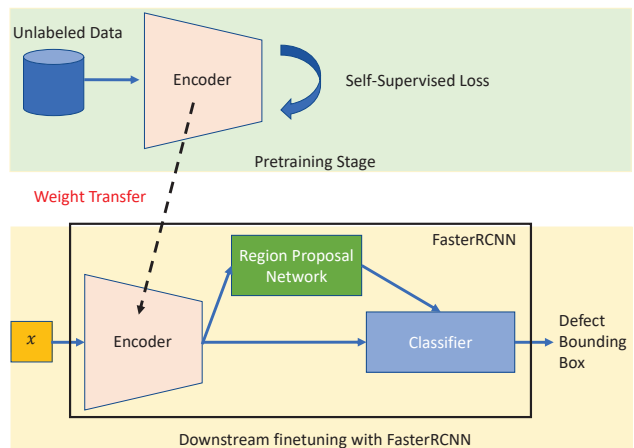 Unlabeled Data
Encoder
Self-Supervised Loss
Pretraining Stage
Weight Transfer
FasterRCNN
Region Proposal
Network
x
Encoder
Classifier
Defect
Bounding
Box
Downstream finetuning with FasterRCNN